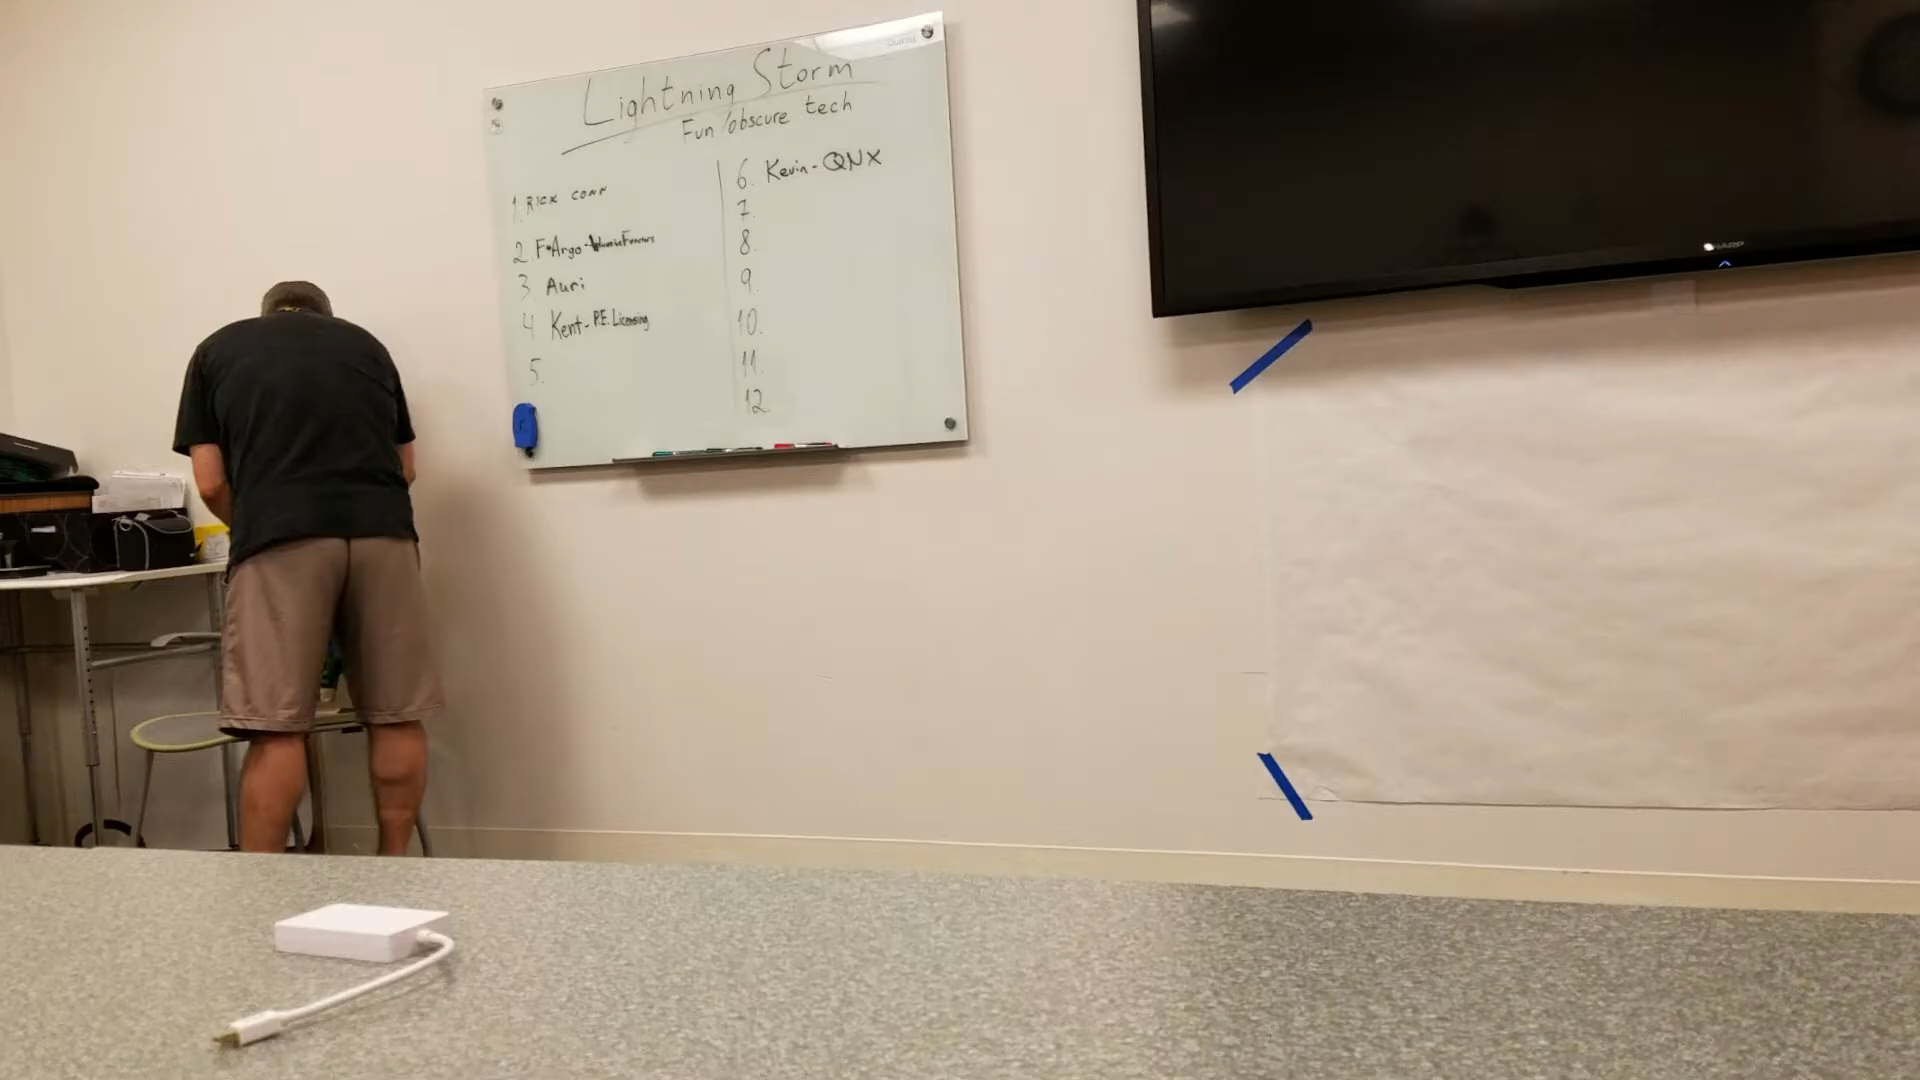 Lightning Storm
Fun/obscure tech
1. RICK CONN
2. F. Argo-
3. Auri
4 Kent- P.E. Licensing
5.
6. Kevin- QNX
7.
8.
9.
10.
11.
12.
SHARP